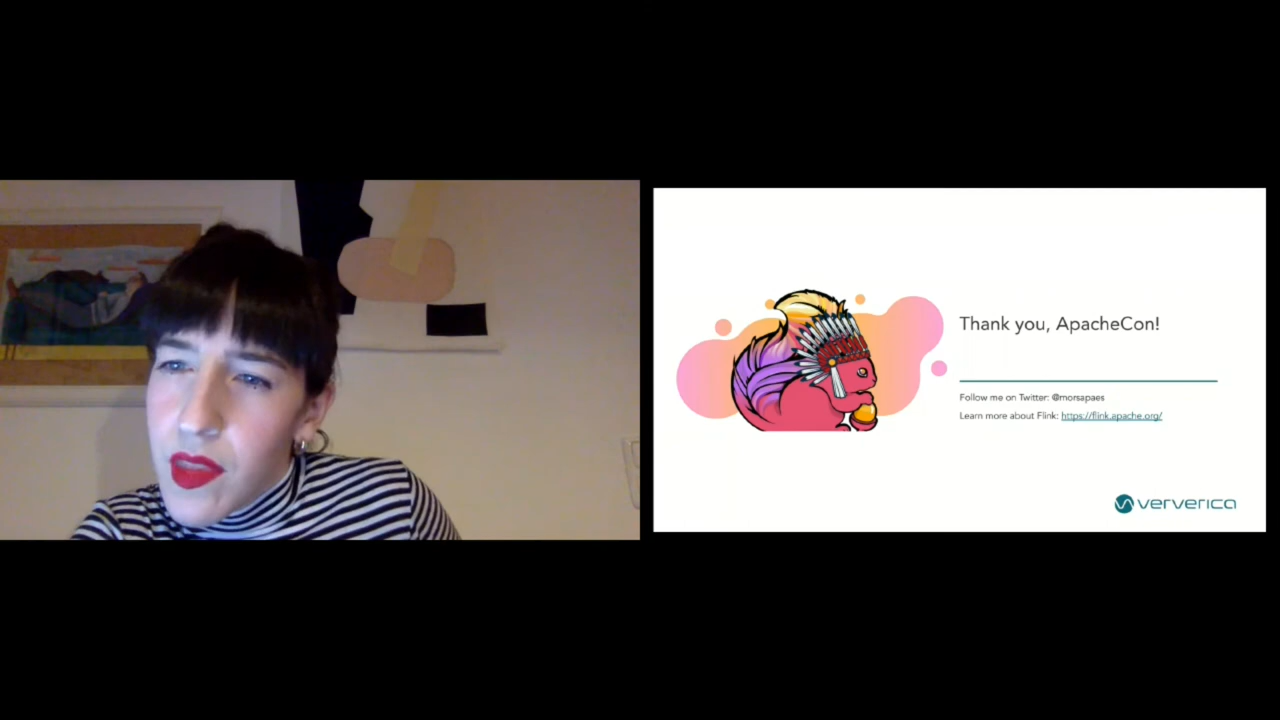 Thank you, ApacheCon!
Follow me on Twitter: @morsapaes
Learn more about Flink: https://flink.apache.org/
ververica